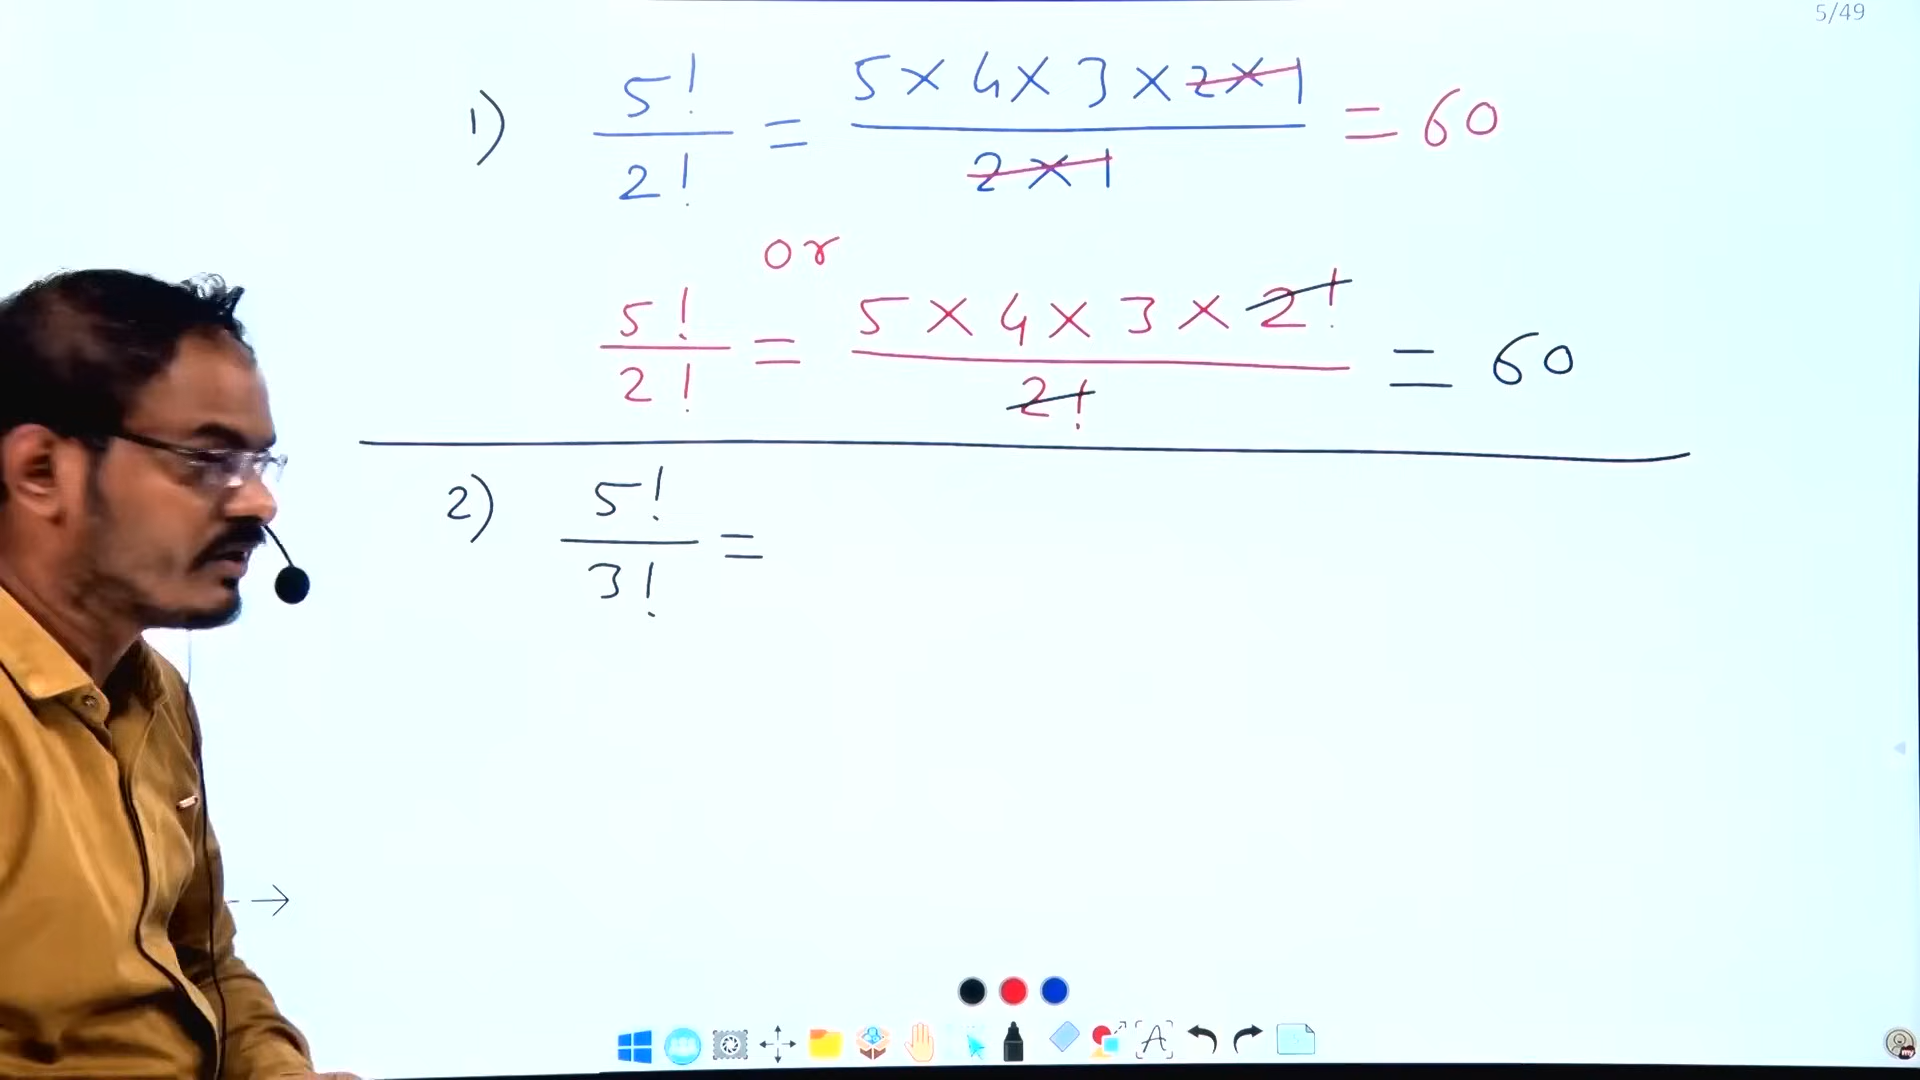 5/49
1) 5!/2! = 5 × 4 × 3 × 2 × 1 / 2 × 1 = 60
or
5!/2! = 5 × 4 × 3 × 2! / 2! = 60
2) 5!/3! =